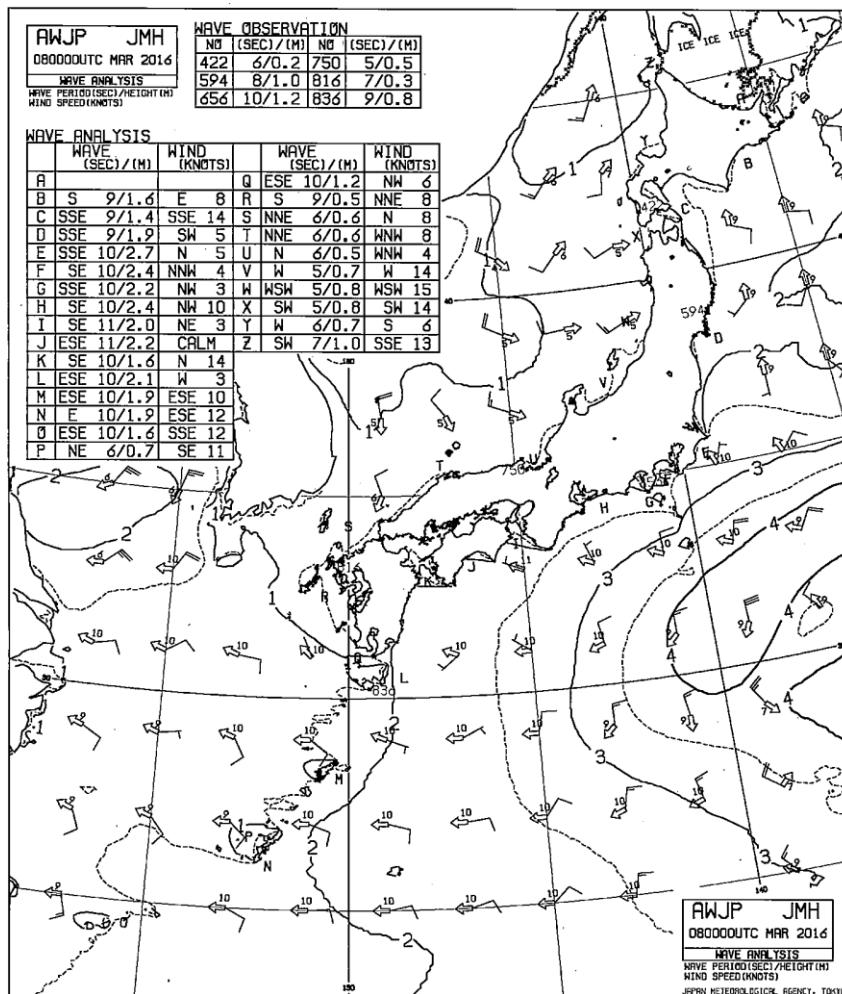 AWJP JMH
080000UTC MAR 2016
WAVE ANALYSIS
WAVE PERIOD(SEC)/HEIGHT(M)
WIND SPEED(KNOTS)
WAVE OBSERVATION
NO (SEC)/(M) NO (SEC)/(M)
422 6/0.2 750 5/0.5
594 8/1.0 816 7/0.3
656 10/1.2 836 9/0.8
WAVE ANALYSIS
WAVE (SEC)/(M) WIND (KNOTS) WAVE (SEC)/(M) WIND (KNOTS)
A Q ESE 10/1.2 NW 6
B S 9/1.6 E 8 R S 9/0.5 NNE 8
C SSE 9/1.4 SSE 14 S NNE 6/0.6 N 8
D SSE 9/1.9 SW 5 T NNE 6/0.6 WNW 8
E SSE 10/2.7 N 5 U N 6/0.5 WNW 4
F SE 10/2.4 NNW 4 V W 5/0.7 W 14
G SSE 10/2.2 NW 3 W WSW 5/0.8 WSW 15
H SE 10/2.4 NW 10 X SW 5/0.8 SW 14
I SE 11/2.0 NE 3 Y W 6/0.7 S 6
J ESE 11/2.2 CALM Z SW 7/1.0 SSE 13
K SE 10/1.6 N 14
L ESE 10/2.1 W 3
M ESE 10/1.9 ESE 10
N E 10/1.9 ESE 12
O ESE 10/1.6 SSE 12
P NE 6/0.7 SE 11
ICE ICE ICE
AWJP JMH
080000UTC MAR 2016
WAVE ANALYSIS
WAVE PERIOD(SEC)/HEIGHT(M)
WIND SPEED(KNOTS)
JAPAN METEOROLOGICAL AGENCY, TOKYO